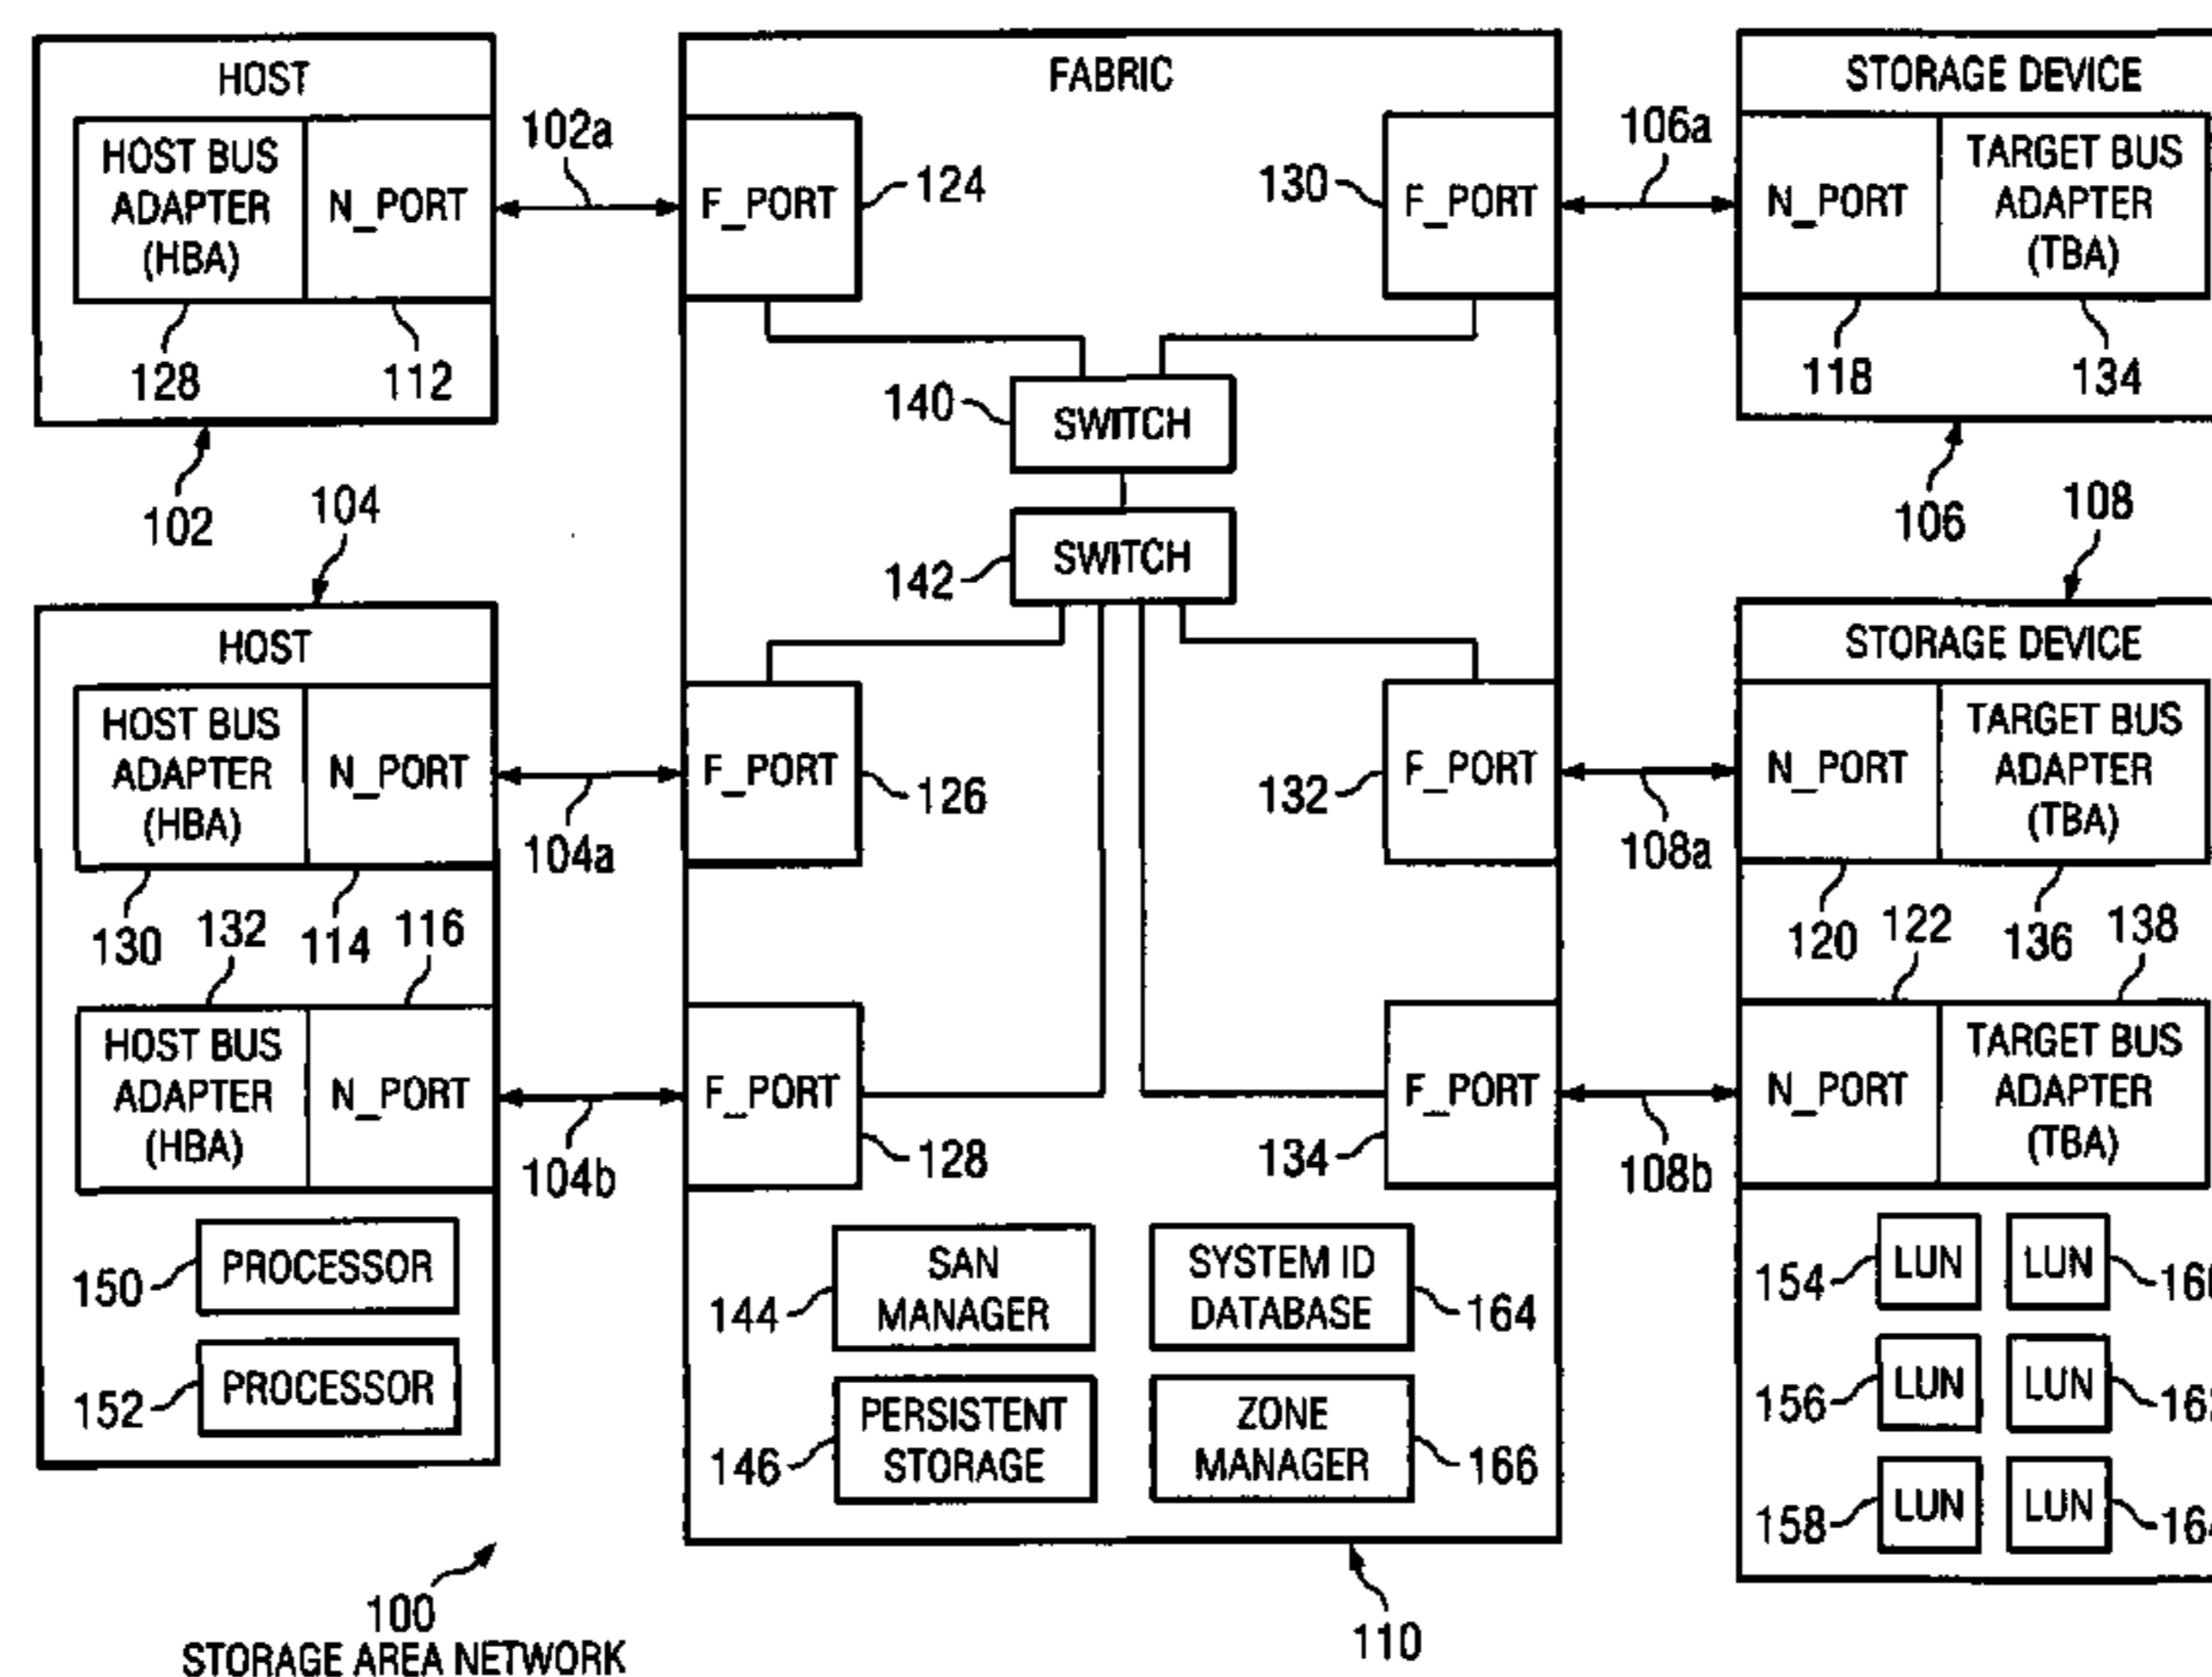 HOST
HOST BUS
ADAPTER
(HBA)
N_PORT
128
112
102
102a
104
HOST
HOST BUS
ADAPTER
(HBA)
N_PORT
130
114
104a
132
116
HOST BUS
ADAPTER
(HBA)
N_PORT
104b
150
PROCESSOR
152
PROCESSOR
100
STORAGE AREA NETWORK
FABRIC
F_PORT
124
130
F_PORT
140
SWITCH
142
SWITCH
F_PORT
126
132
F_PORT
F_PORT
128
134
F_PORT
144
SAN
MANAGER
SYSTEM ID
DATABASE
164
146
PERSISTENT
STORAGE
ZONE
MANAGER
166
110
106a
STORAGE DEVICE
N_PORT
TARGET BUS
ADAPTER
(TBA)
118
134
106
108
STORAGE DEVICE
108a
N_PORT
TARGET BUS
ADAPTER
(TBA)
120
136
122
138
108b
N_PORT
TARGET BUS
ADAPTER
(TBA)
154
LUN
LUN
156
LUN
LUN
158
LUN
LUN